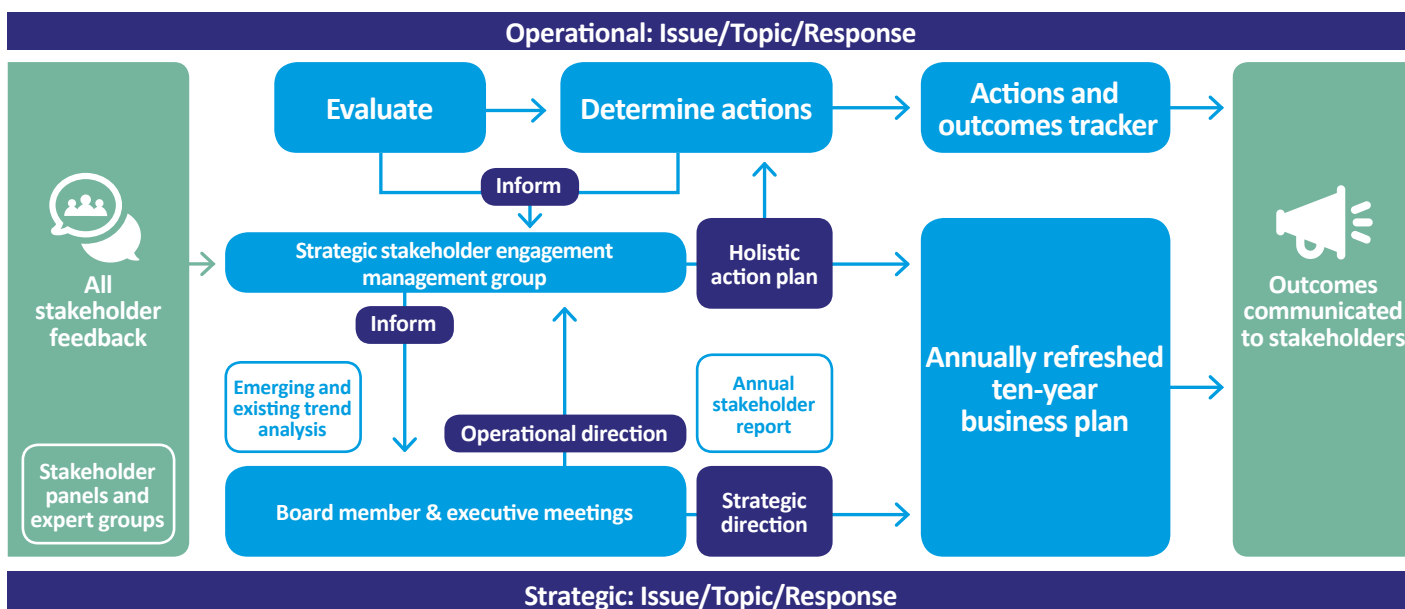 Operational: Issue/Topic/Response
All
stakeholder
feedback
Stakeholder
panels and
expert groups
Evaluate
Determine actions
Actions and
outcomes tracker
Inform
Strategic stakeholder engagement
management group
Holistic
action plan
Inform
Emerging and
existing trend
analysis
Operational direction
Annual
stakeholder
report
Annually refreshed
ten-year
business plan
Board member & executive meetings
Strategic
direction
Outcomes
communicated
to stakeholders
Strategic: Issue/Topic/Response